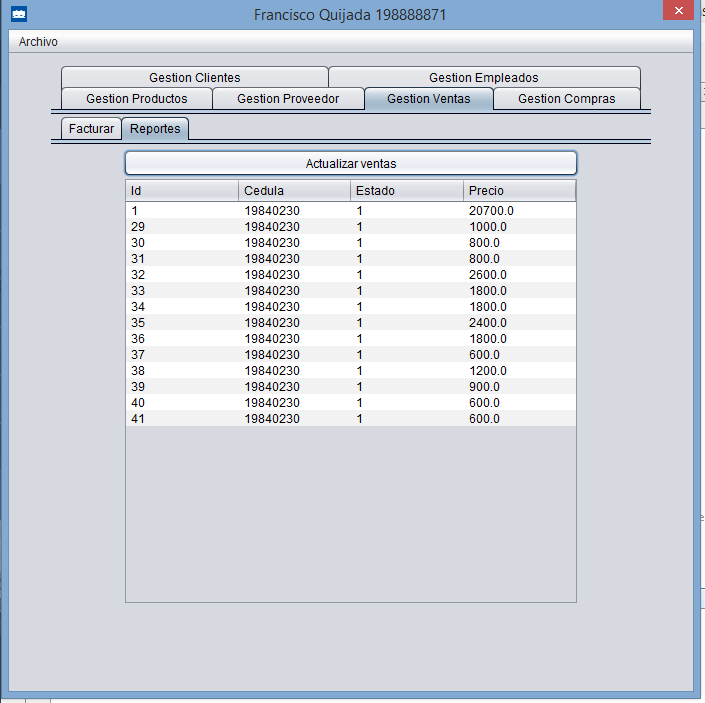 Francisco Quijada 198888871
Archivo
Gestion Clientes Gestion Empleados
Gestion Productos Gestion Proveedor Gestion Ventas Gestion Compras
Facturar Reportes
Actualizar ventas
Id Cedula Estado Precio
1 19840230 1 20700.0
29 19840230 1 1000.0
30 19840230 1 800.0
31 19840230 1 800.0
32 19840230 1 2600.0
33 19840230 1 1800.0
34 19840230 1 1800.0
35 19840230 1 2400.0
36 19840230 1 1800.0
37 19840230 1 600.0
38 19840230 1 1200.0
39 19840230 1 900.0
40 19840230 1 600.0
41 19840230 1 600.0